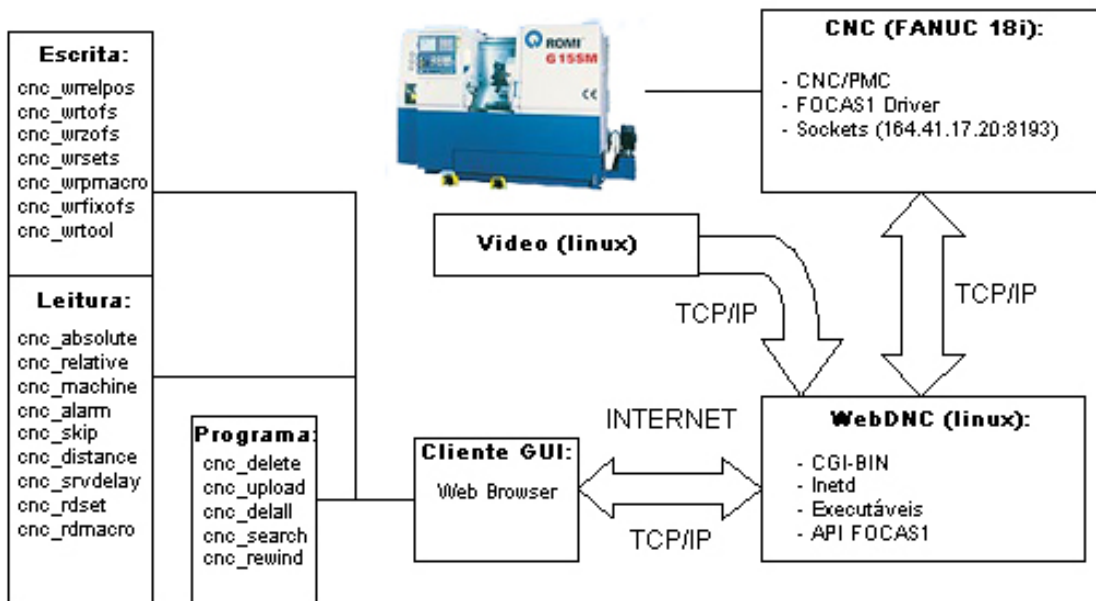 Escrita:
cnc_wrrelpos
cnc_wrtofs
cnc_wrzofs
cnc_wrsets
cnc_wrpmacro
cnc_wrfixofs
cnc_wrtool
Leitura:
cnc_absolute
cnc_relative
cnc_machine
cnc_alarm
cnc_skip
cnc_distance
cnc_srvdelay
cnc_rdset
cnc_rdmacro
Programa:
cnc_delete
cnc_upload
cnc_delall
cnc_search
cnc_rewind
ROMI
G15SM
CE
CNC (FANUC 18i):
- CNC/PMC
- FOCAS1 Driver
- Sockets (164.41.17.20:8193)
Video (linux)
TCP/IP
TCP/IP
INTERNET
TCP/IP
Cliente GUI:
Web Browser
WebDNC (linux):
- CGI-BIN
- Inetd
- Executáveis
- API FOCAS1